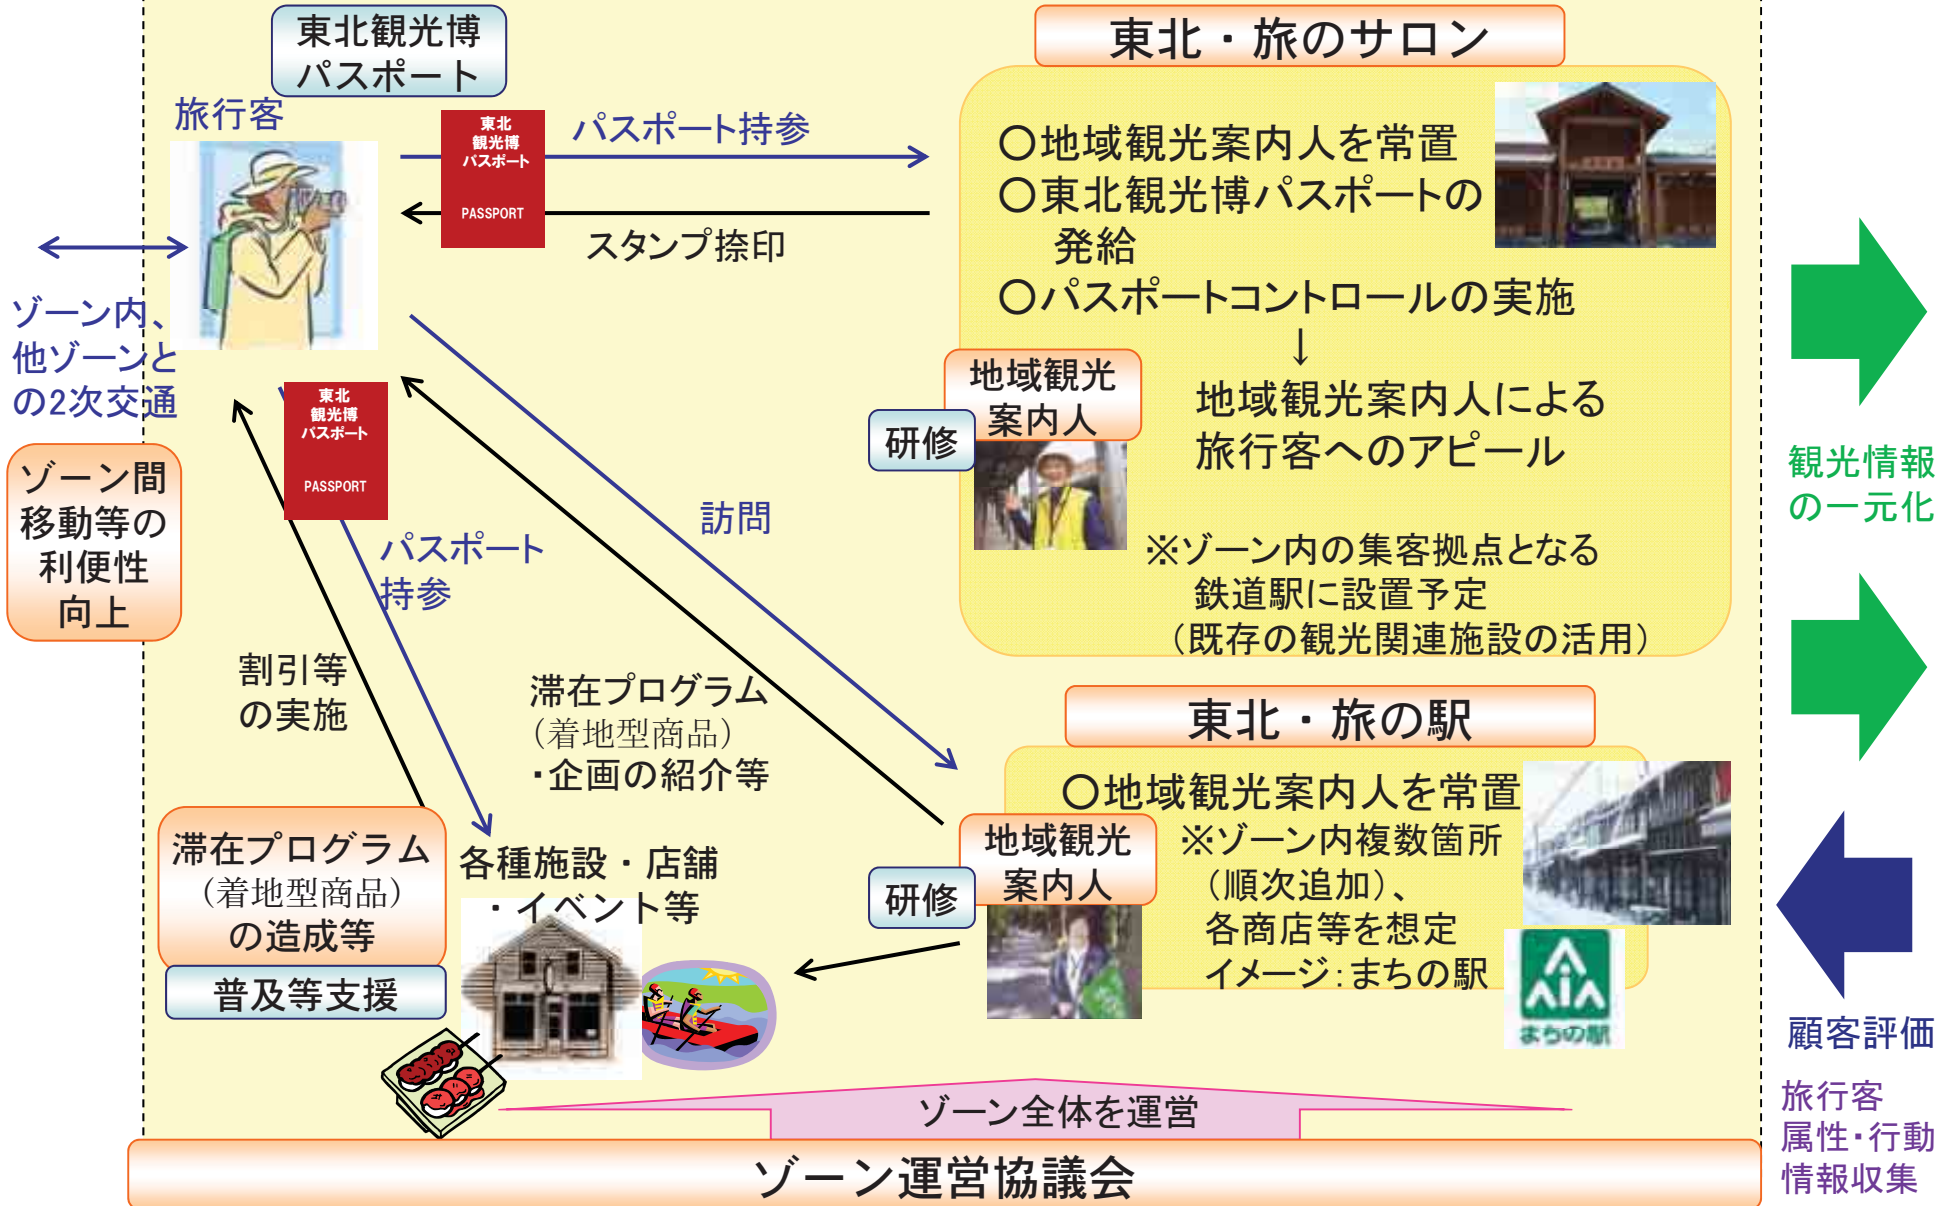 東北観光博
パスポート
旅行客
東北
観光博
パスポート
PASSPORT
パスポート持参
スタンプ捺印
東北・旅のサロン
〇地域観光案内人を常置
〇東北観光博パスポートの
発給
〇パスポートコントロールの実施
↓
地域観光案内人による
旅行客へのアピール
地域観光
案内人
研修
※ゾーン内の集客拠点となる
鉄道駅に設置予定
（既存の観光関連施設の活用）
ゾーン内、
他ゾーンと
の2次交通
ゾーン間
移動等の
利便性
向上
東北
観光博
パスポート
PASSPORT
パスポート
持参
訪問
割引等
の実施
滞在プログラム
（着地型商品）
・企画の紹介等
東北・旅の駅
〇地域観光案内人を常置
※ゾーン内複数箇所
（順次追加）、
各商店等を想定
イメージ：まちの駅
まちの駅
地域観光
案内人
研修
滞在プログラム
（着地型商品）
の造成等
普及等支援
各種施設・店舗
・イベント等
ゾーン全体を運営
ゾーン運営協議会
観光情報
の一元化
顧客評価
旅行客
属性・行動
情報収集